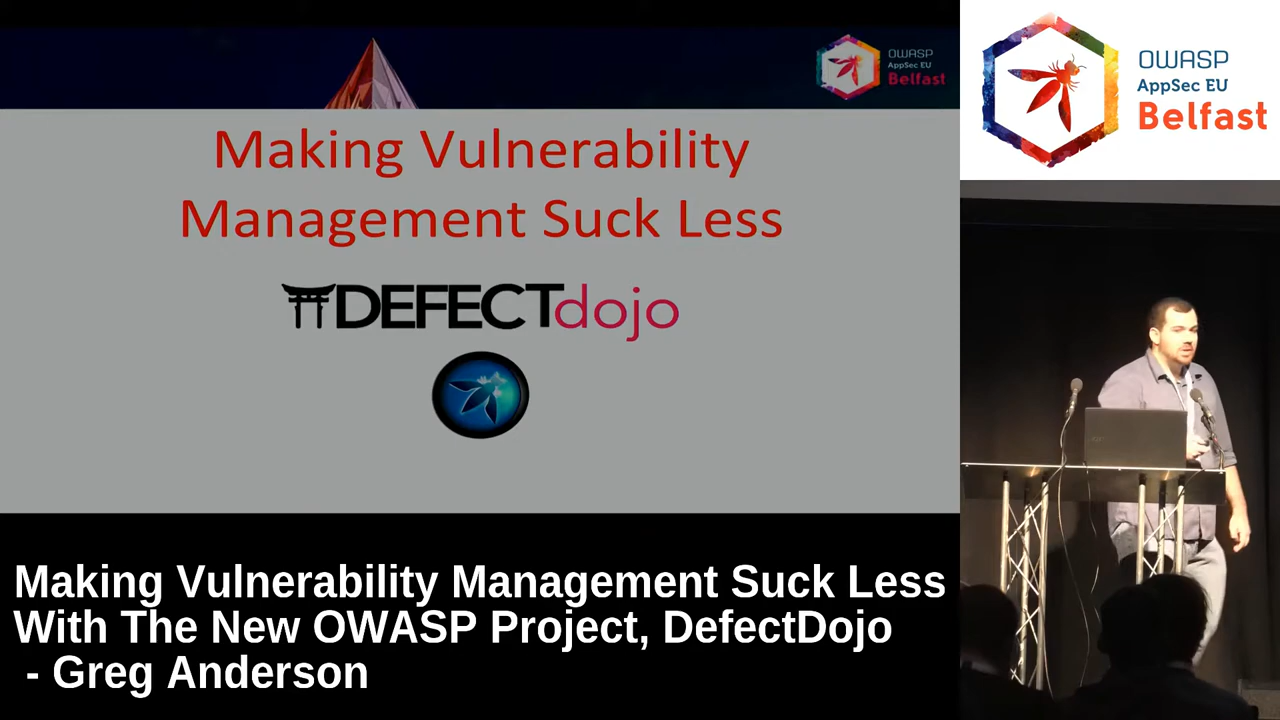 OWASP
AppSec EU
Belfast
Making Vulnerability
Management Suck Less
DEFECTdojo
OWASP
AppSec EU
Belfast
Making Vulnerability Management Suck Less
With The New OWASP Project, DefectDojo
- Greg Anderson